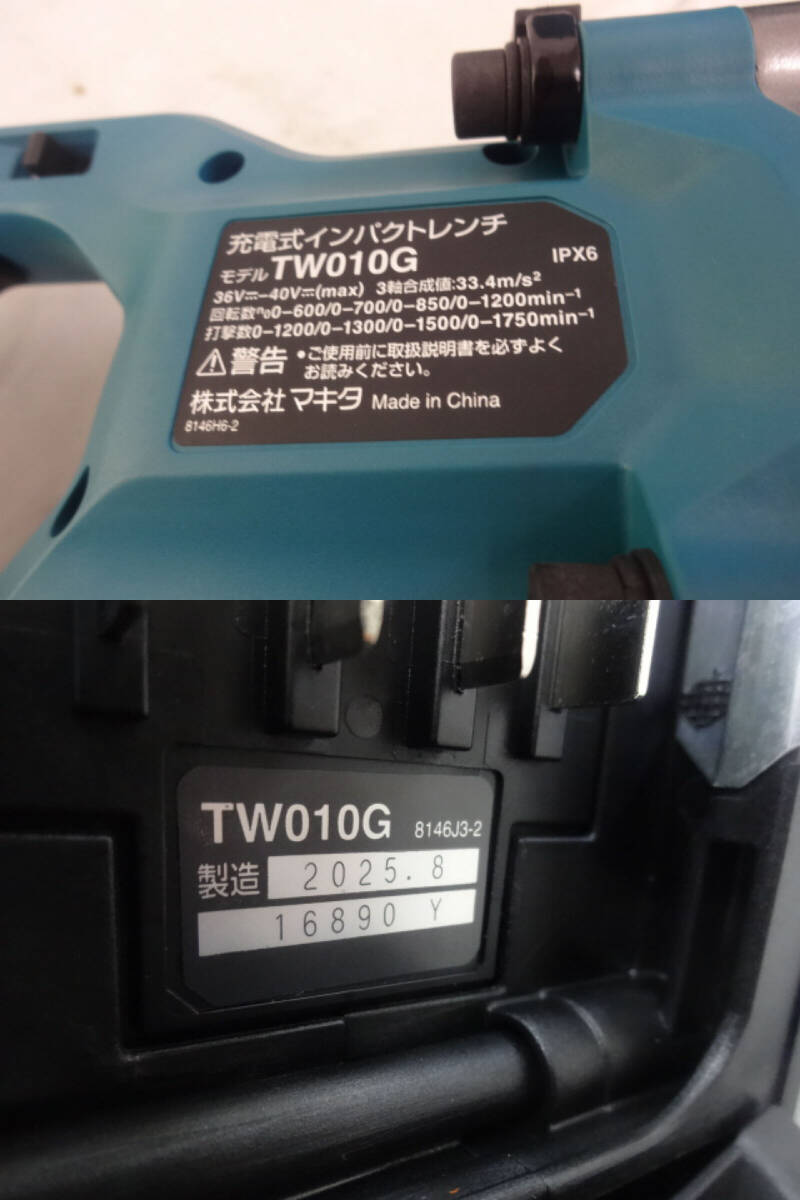 充電式インパクトレンチ
モデル TW010G IPX6
36V⎓-40V⎓(max) 3軸合成値:33.4m/s²
回転数n₀0-600/0-700/0-850/0-1200min⁻¹
打撃数0-1200/0-1300/0-1500/0-1750min⁻¹
⚠警告 •ご使用前に取扱説明書を必ずよく
お読みください。
株式会社 マキタ Made in China
8146H6-2
TW010G 8146J3-2
製造 2025.8
16890 Y